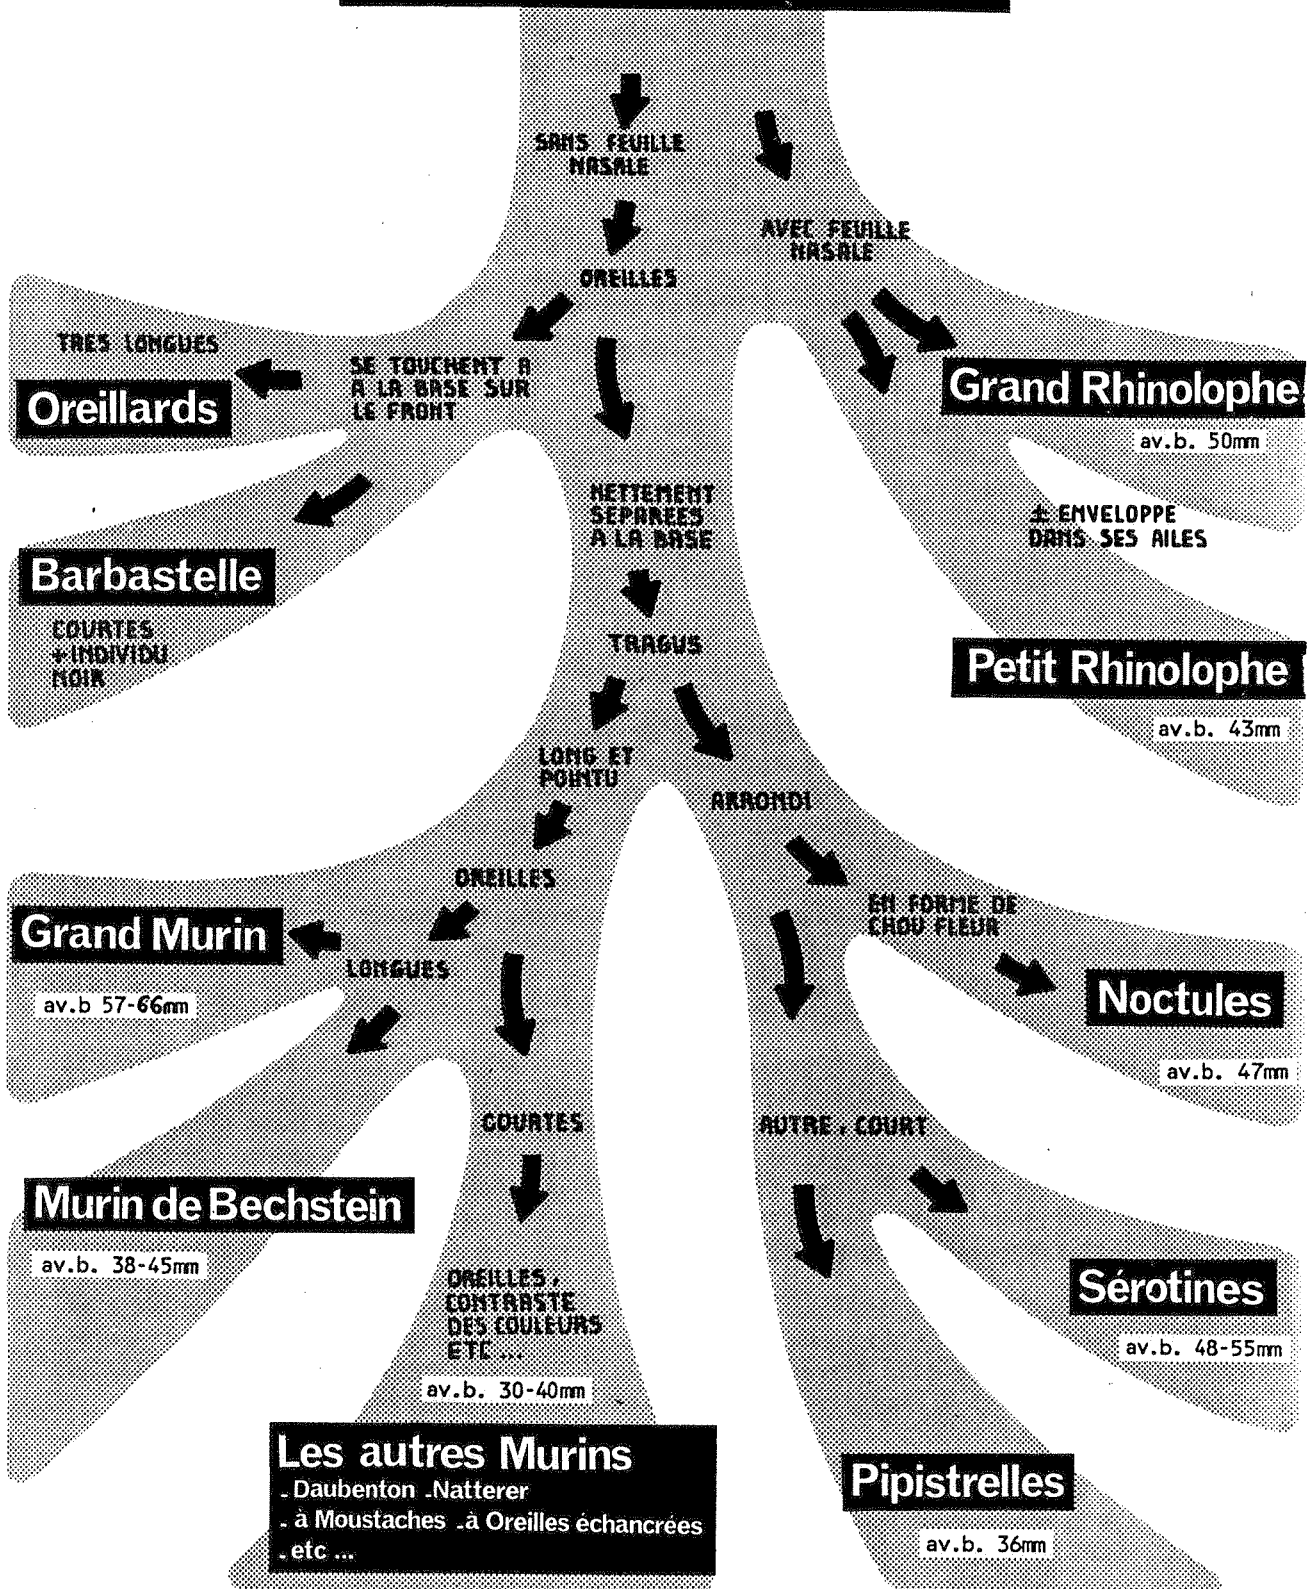 SANS FEUILLE
NASALE
AVEC FEUILLE
NASALE
OREILLES
TRES LONGUES
Oreillards
SE TOUCHENT A
A LA BASE SUR
LE FRONT
Grand Rhinolophe
av.b. 50mm
NETTEMENT
SEPAREES
A LA BASE
± ENVELOPPE
DANS SES AILES
Barbastelle
COURTES
+ INDIVIDU
NOIR
TRAGUS
Petit Rhinolophe
av.b. 43mm
LONG ET
POINTU
ARRONDI
OREILLES
EN FORME DE
CHOU FLEUR
Grand Murin
av.b 57-66mm
LONGUES
Noctules
av.b. 47mm
COURTES
AUTRE, COURT
Murin de Bechstein
av.b. 38-45mm
OREILLES,
CONTRASTE
DES COULEURS
ETC ...
av.b. 30-40mm
Sérotines
av.b. 48-55mm
Les autres Murins
. Daubenton .Natterer
. à Moustaches .à Oreilles échancrées
. etc ...
Pipistrelles
av.b. 36mm